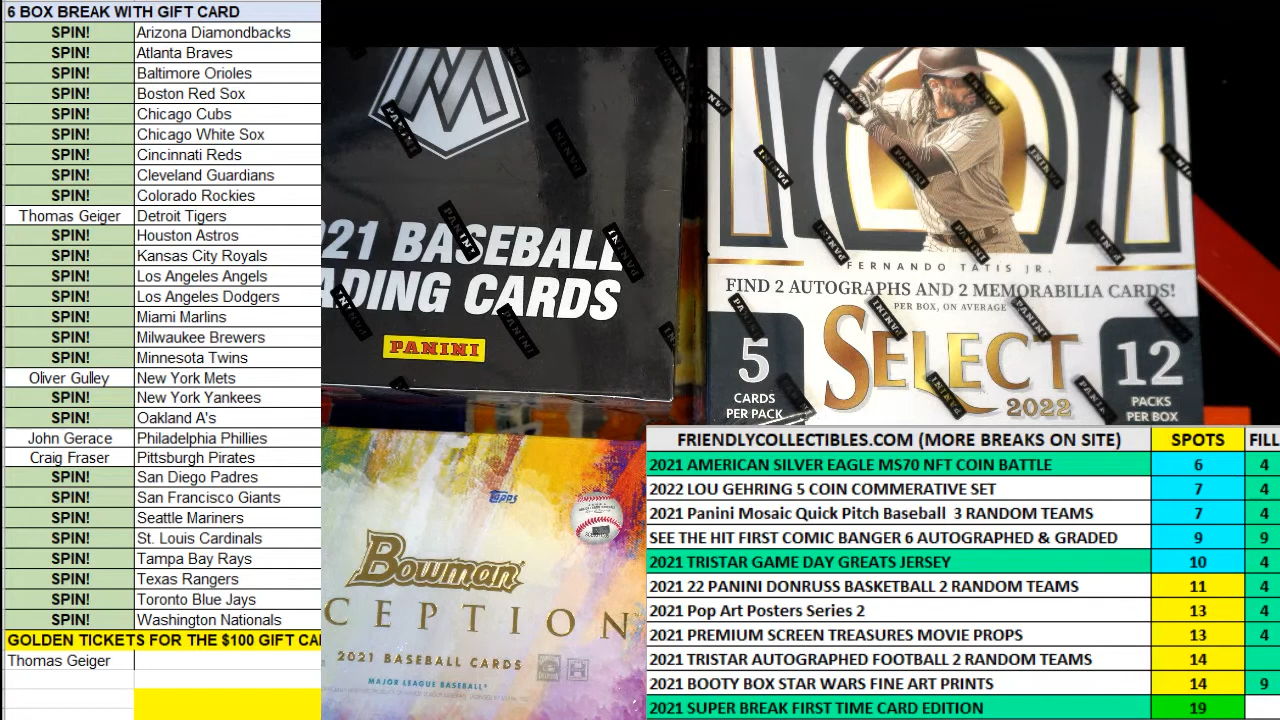 6 BOX BREAK WITH GIFT CARD
SPIN! Arizona Diamondbacks
SPIN! Atlanta Braves
SPIN! Baltimore Orioles
SPIN! Boston Red Sox
SPIN! Chicago Cubs
SPIN! Chicago White Sox
SPIN! Cincinnati Reds
SPIN! Cleveland Guardians
SPIN! Colorado Rockies
Thomas Geiger Detroit Tigers
SPIN! Houston Astros
SPIN! Kansas City Royals
SPIN! Los Angeles Angels
SPIN! Los Angeles Dodgers
SPIN! Miami Marlins
SPIN! Milwaukee Brewers
SPIN! Minnesota Twins
Oliver Gulley New York Mets
SPIN! New York Yankees
SPIN! Oakland A's
John Gerace Philadelphia Phillies
Craig Fraser Pittsburgh Pirates
SPIN! San Diego Padres
SPIN! San Francisco Giants
SPIN! Seattle Mariners
SPIN! St. Louis Cardinals
SPIN! Tampa Bay Rays
SPIN! Texas Rangers
SPIN! Toronto Blue Jays
SPIN! Washington Nationals
GOLDEN TICKETS FOR THE $100 GIFT CA
Thomas Geiger
21 BASEBALL
ADING CARDS
PANINI
FERNANDO TATIS JR.
FIND 2 AUTOGRAPHS AND 2 MEMORABILIA CARDS!
PER BOX, ON AVERAGE
5
CARDS
PER PACK
SELECT
2022
12
PACKS
PER BOX
Topps
Bowman
CEPTION
2021 BASEBALL CARDS
MAJOR LEAGUE BASEBALL
FRIENDLYCOLLECTIBLES.COM (MORE BREAKS ON SITE) SPOTS FILL
2021 AMERICAN SILVER EAGLE MS70 NFT COIN BATTLE 6 4
2022 LOU GEHRING 5 COIN COMMERATIVE SET 7 4
2021 Panini Mosaic Quick Pitch Baseball 3 RANDOM TEAMS 7 4
SEE THE HIT FIRST COMIC BANGER 6 AUTOGRAPHED & GRADED 9 9
2021 TRISTAR GAME DAY GREATS JERSEY 10 4
2021 22 PANINI DONRUSS BASKETBALL 2 RANDOM TEAMS 11 4
2021 Pop Art Posters Series 2 13 4
2021 PREMIUM SCREEN TREASURES MOVIE PROPS 13 4
2021 TRISTAR AUTOGRAPHED FOOTBALL 2 RANDOM TEAMS 14
2021 BOOTY BOX STAR WARS FINE ART PRINTS 14 9
2021 SUPER BREAK FIRST TIME CARD EDITION 19